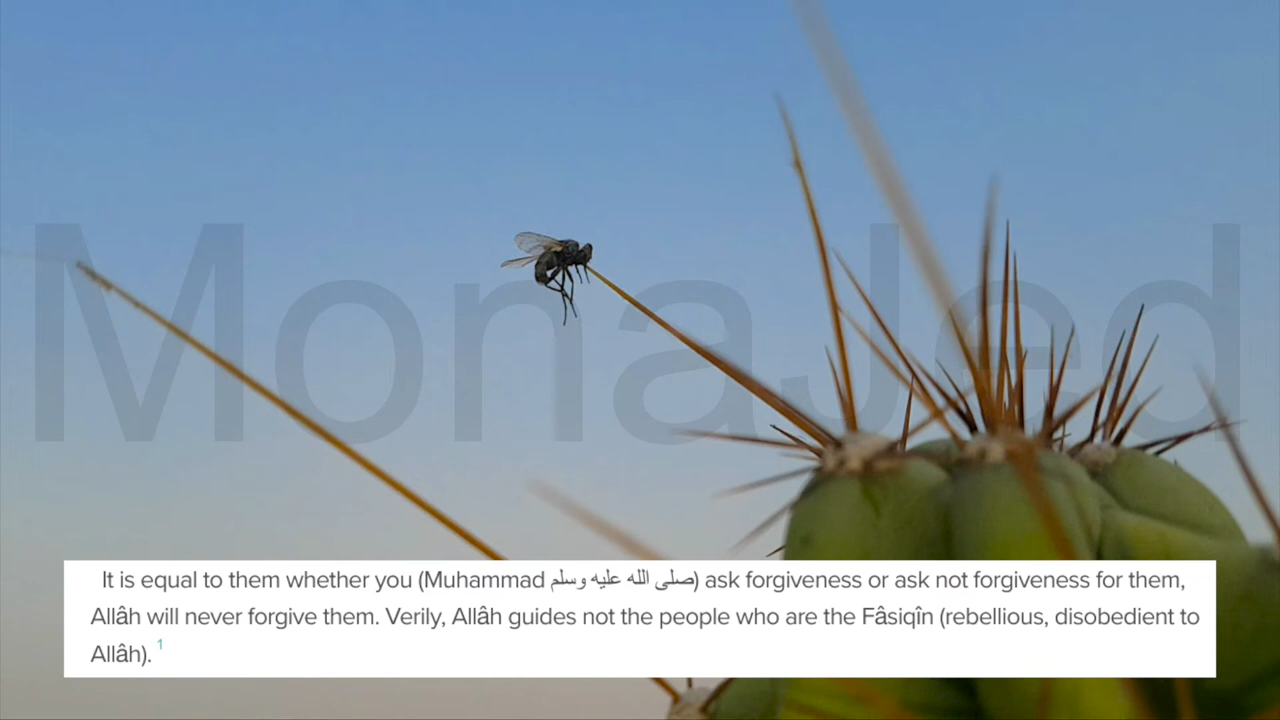 MonaJed
It is equal to them whether you (Muhammad صلى الله عليه وسلم) ask forgiveness or ask not forgiveness for them,
Allâh will never forgive them. Verily, Allâh guides not the people who are the Fâsiqîn (rebellious, disobedient to
Allâh). 1